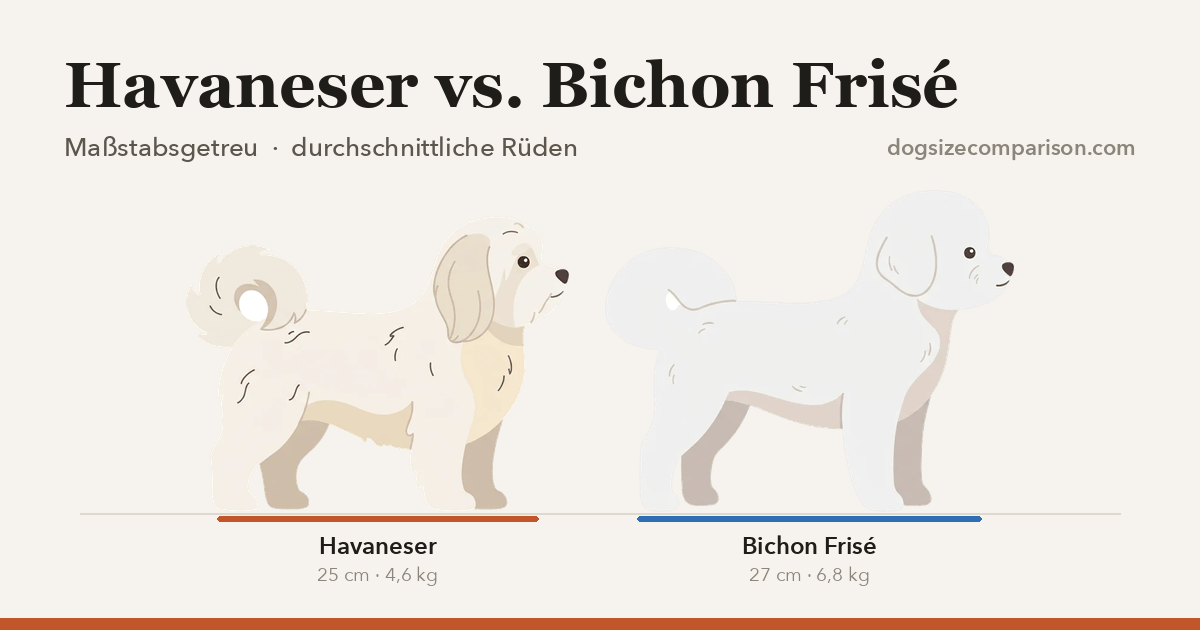 Havaneser vs. Bichon Frisé
Maßstabsgetreu · durchschnittliche Rüden
dogsizecomparison.com
Havaneser
25 cm · 4,6 kg
Bichon Frisé
27 cm · 6,8 kg